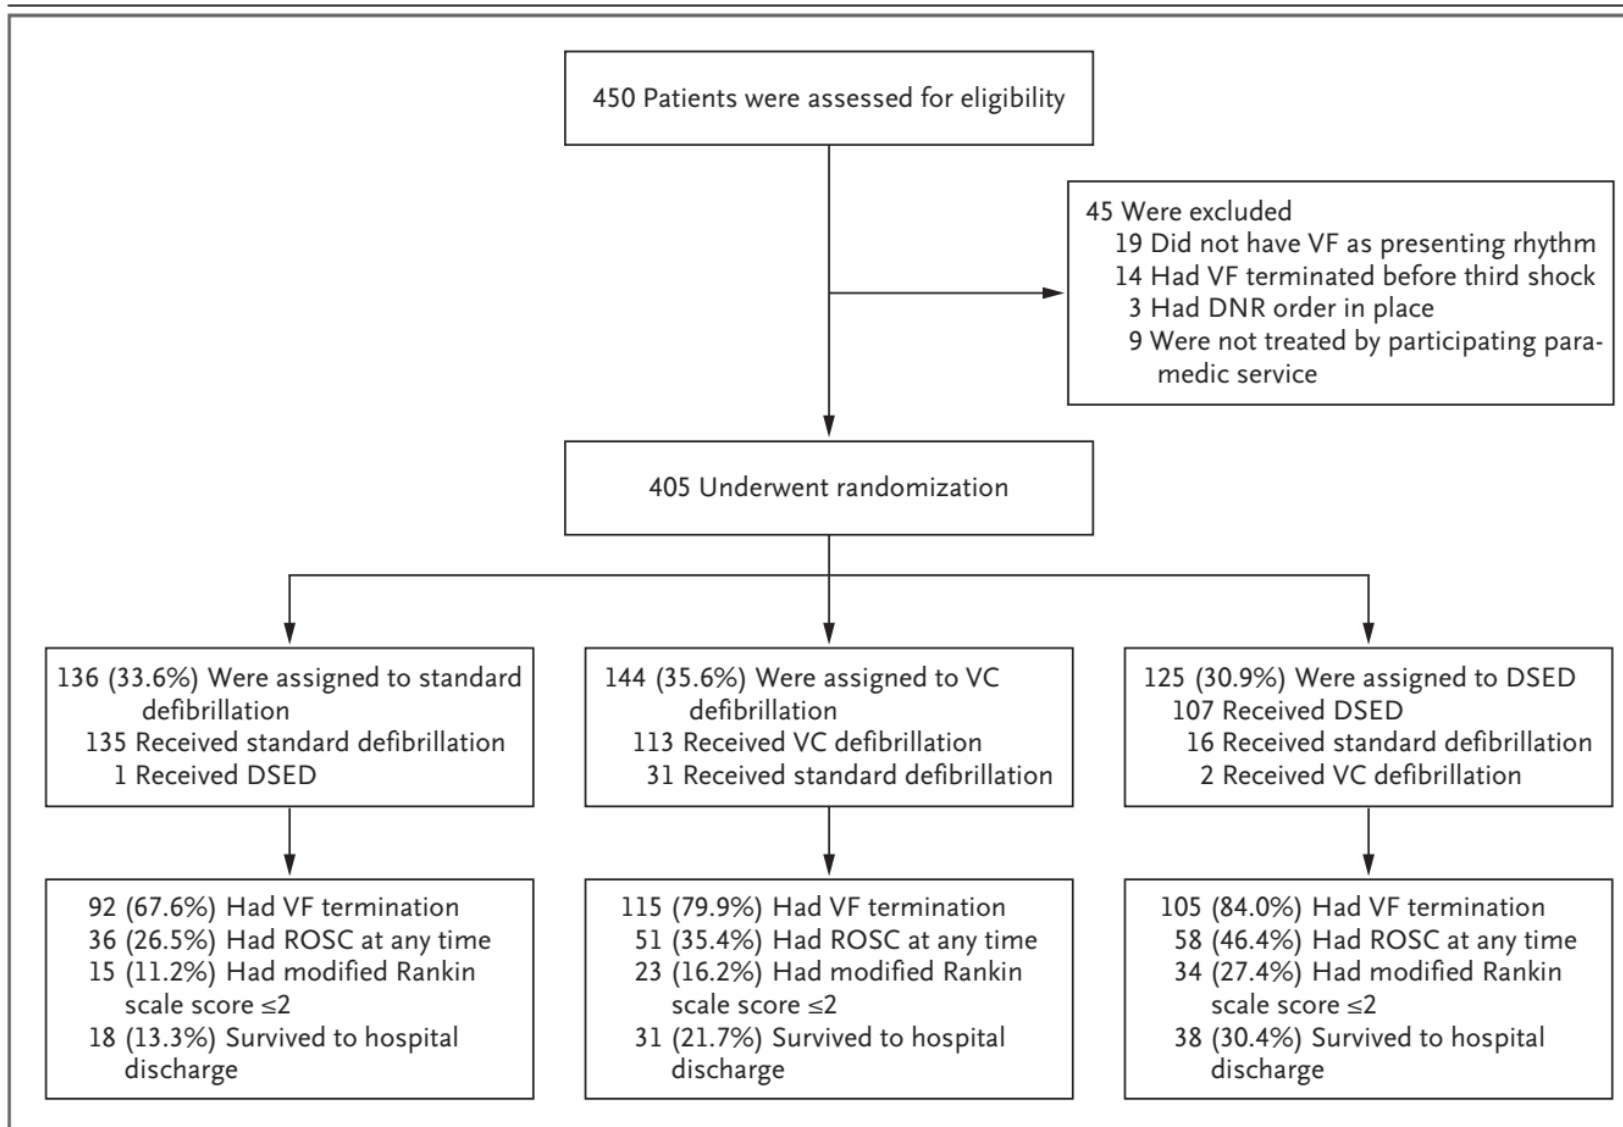 450 Patients were assessed for eligibility
45 Were excluded
19 Did not have VF as presenting rhythm
14 Had VF terminated before third shock
3 Had DNR order in place
9 Were not treated by participating para-
medic service
405 Underwent randomization
136 (33.6%) Were assigned to standard
defibrillation
135 Received standard defibrillation
1 Received DSED
144 (35.6%) Were assigned to VC
defibrillation
113 Received VC defibrillation
31 Received standard defibrillation
125 (30.9%) Were assigned to DSED
107 Received DSED
16 Received standard defibrillation
2 Received VC defibrillation
92 (67.6%) Had VF termination
36 (26.5%) Had ROSC at any time
15 (11.2%) Had modified Rankin
scale score ≤2
18 (13.3%) Survived to hospital
discharge
115 (79.9%) Had VF termination
51 (35.4%) Had ROSC at any time
23 (16.2%) Had modified Rankin
scale score ≤2
31 (21.7%) Survived to hospital
discharge
105 (84.0%) Had VF termination
58 (46.4%) Had ROSC at any time
34 (27.4%) Had modified Rankin
scale score ≤2
38 (30.4%) Survived to hospital
discharge